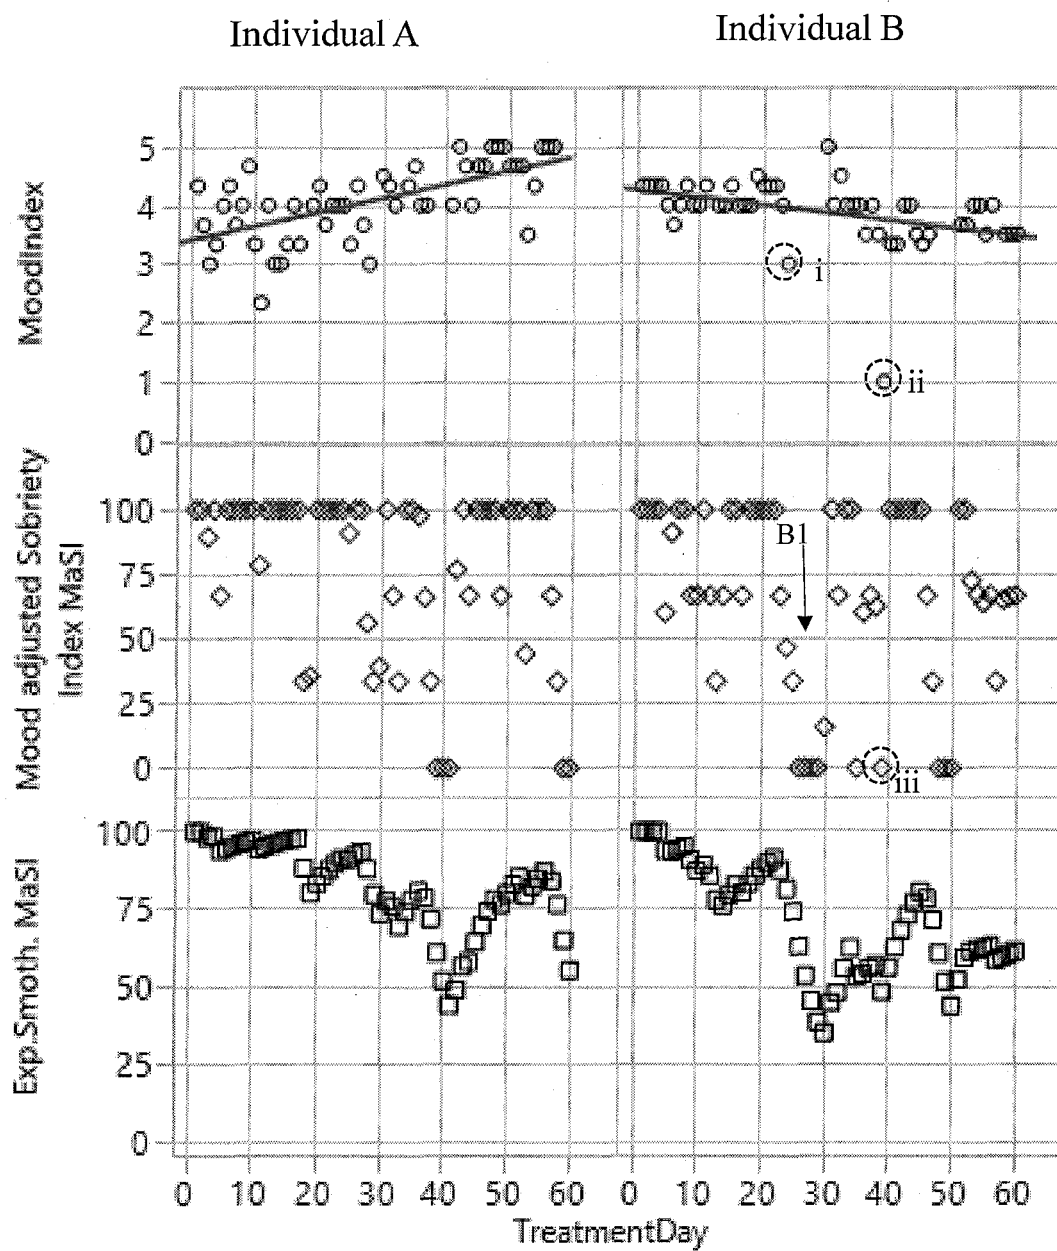 Individual A
Individual B
MoodIndex
5
4
3
2
1
0
i
ii
Mood adjusted Sobriety
Index MaSI
100
75
50
25
0
B1
iii
Exp.Smoth. MaSI
100
75
50
25
0
0 10 20 30 40 50 60 0 10 20 30 40 50 60
TreatmentDay